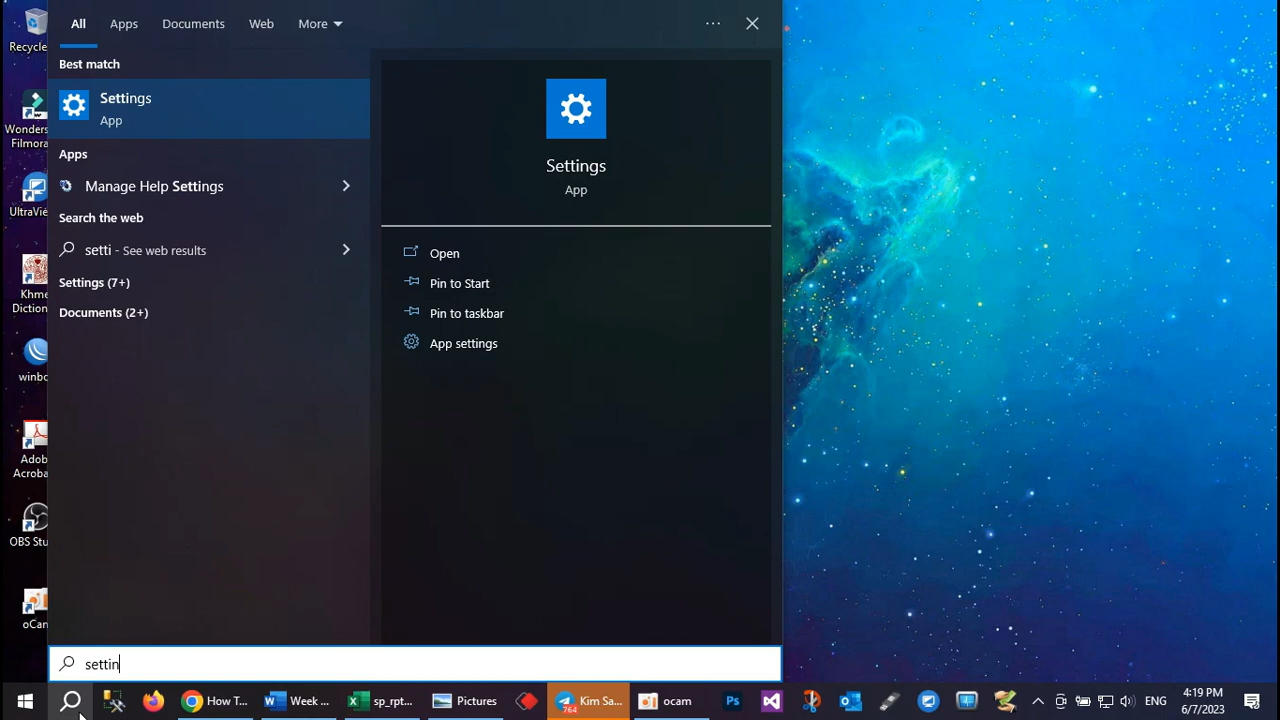 All
Apps
Documents
Web
More
Best match
Settings
App
Apps
Manage Help Settings
Search the web
setti - See web results
Settings (7+)
Documents (2+)
Settings
App
Open
Pin to Start
Pin to taskbar
App settings
settin
Recycle
Wonders
Filmora
UltraVie
Khme
Diction
winbo
Adob
Acroba
OBS Stu
oCam
How T...
Week ...
sp_rpt...
Pictures
764
Kim Sa...
ocam
Ps
ENG
4:19 PM
6/7/2023